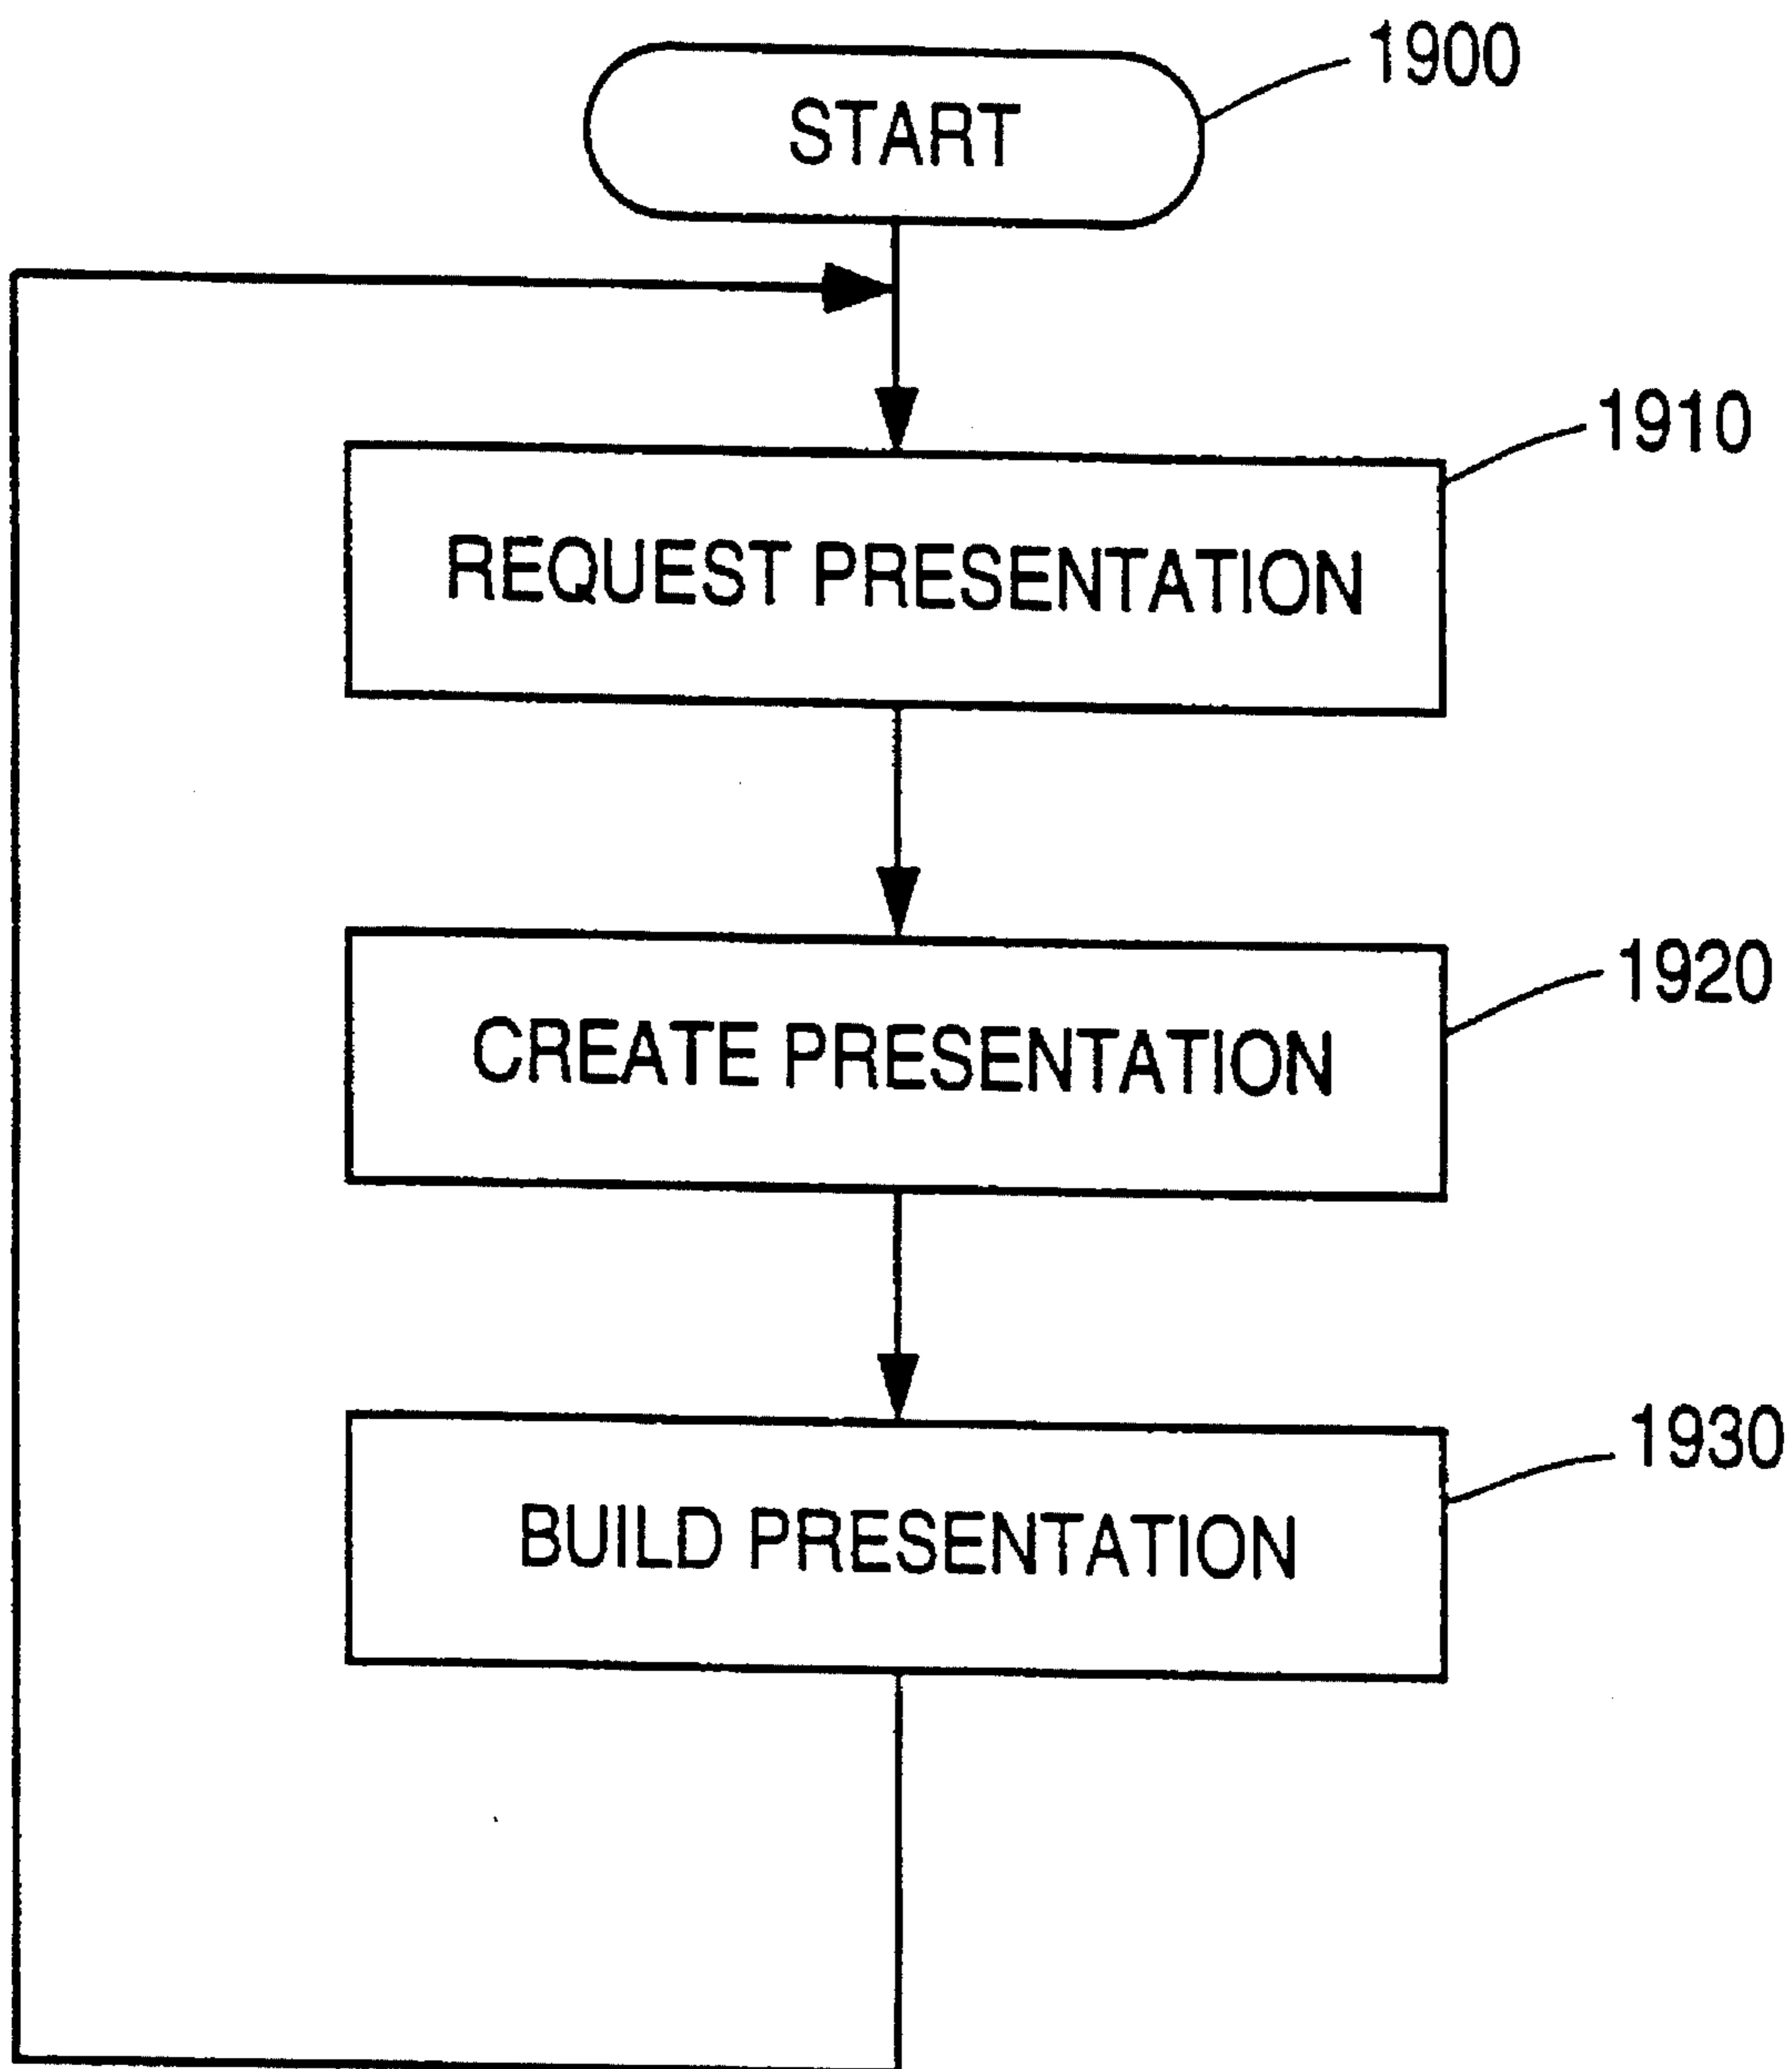 1900
START
1910
REQUEST PRESENTATION
1920
CREATE PRESENTATION
1930
BUILD PRESENTATION